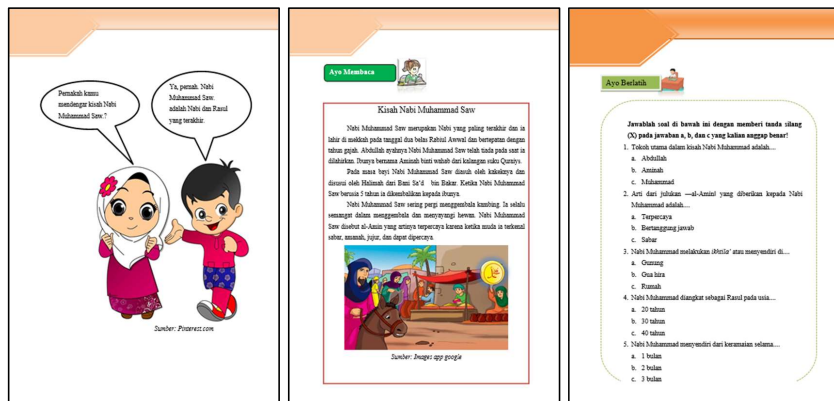 Pernakah kamu
mendengar kisah Nabi
Muhammad Saw.?
Ya, pernah. Nabi
Muhammad Saw.
adalah Nabi dan Rasul
yang terakhir.
Sumber: Pinterest.com
Ayo Membaca
Kisah Nabi Muhammad Saw
Nabi Muhammad Saw merupakan Nabi yang paling terakhir dan ia
lahir di mekkah pada tanggal dua belas Rabiul Awwal dan bertepatan dengan
tahun gajah. Abdullah ayahnya Nabi Muhammad Saw telah tiada pada saat ia
dilahirkan. Ibunya bernama Aminah binti wahab dari kalangan suku Quraiys.
Pada masa bayi Nabi Muhammad Saw diasuh oleh kakeknya dan
disusui oleh Halimah dari Bani Sa'd bin Bakar. Ketika Nabi Muhammad
Saw berusia 5 tahun ia dikembalikan kepada ibunya.
Nabi Muhammad Saw sering pergi menggembala kambing. Ia selalu
semangat dalam menggembala dan menyayangi hewan. Nabi Muhammad
Saw disebut al-Amin yang artinya terpercaya karena ketika muda ia terkenal
sabar, amanah, jujur, dan dapat dipercaya.
Sumber: Images app google
Ayo Berlatih
Jawablah soal di bawah ini dengan memberi tanda silang
(X) pada jawaban a, b, dan c yang kalian anggap benar!
1. Tokoh utama dalam kisah Nabi Muhammad adalah....
a. Abdullah
b. Aminah
c. Muhammad
2. Arti dari julukan ―al-Aminl yang diberikan kepada Nabi
Muhammad adalah....
a. Terpercaya
b. Bertanggung jawab
c. Sabar
3. Nabi Muhammad melakukan ikhtila' atau menyendiri di....
a. Gunung
b. Gua hira
c. Rumah
4. Nabi Muhammad diangkat sebagai Rasul pada usia....
a. 20 tahun
b. 30 tahun
c. 40 tahun
5. Nabi Muhammad menyendiri dari keramaian selama....
a. 1 bulan
b. 2 bulan
c. 3 bulan